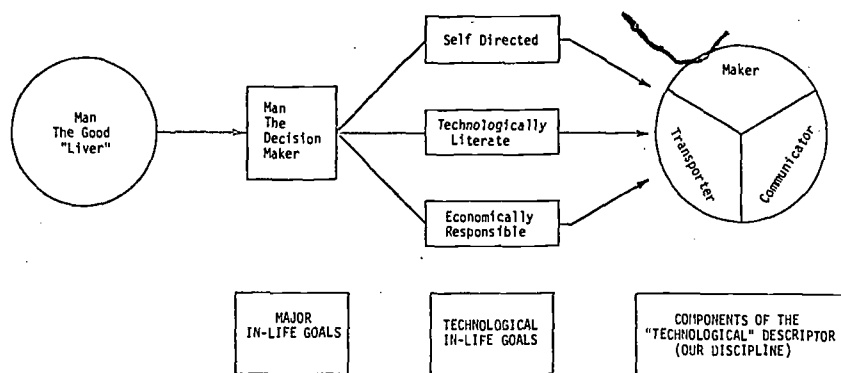 Man
The Good
"Liver"
Man
The
Decision
Maker
Self Directed
Technologically
Literate
Economically
Responsible
Maker
Transporter
Communicator
MAJOR
IN-LIFE GOALS
TECHNOLOGICAL
IN-LIFE GOALS
COMPONENTS OF THE
"TECHNOLOGICAL" DESCRIPTOR
(OUR DISCIPLINE)